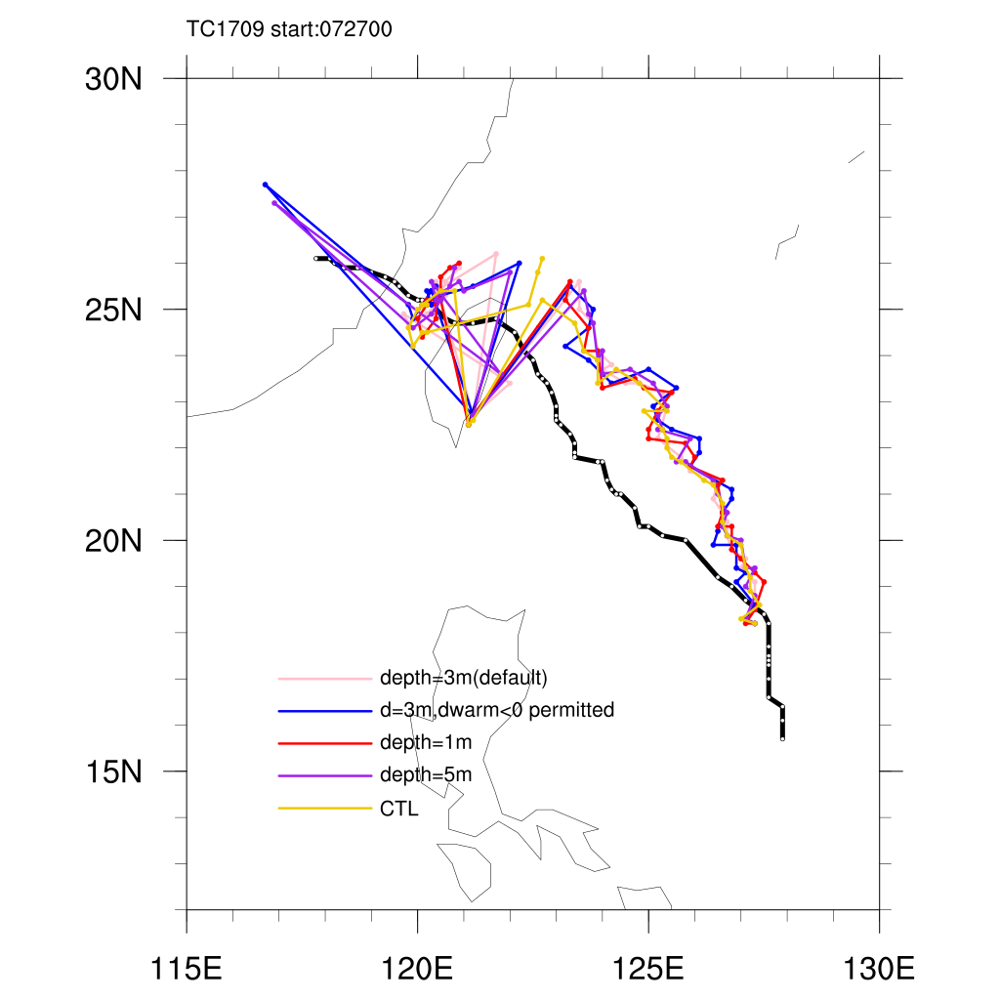 TC1709 start:072700
30N
25N
20N
15N
depth=3m(default)
d=3m,dwarm<0 permitted
depth=1m
depth=5m
CTL
115E
120E
125E
130E